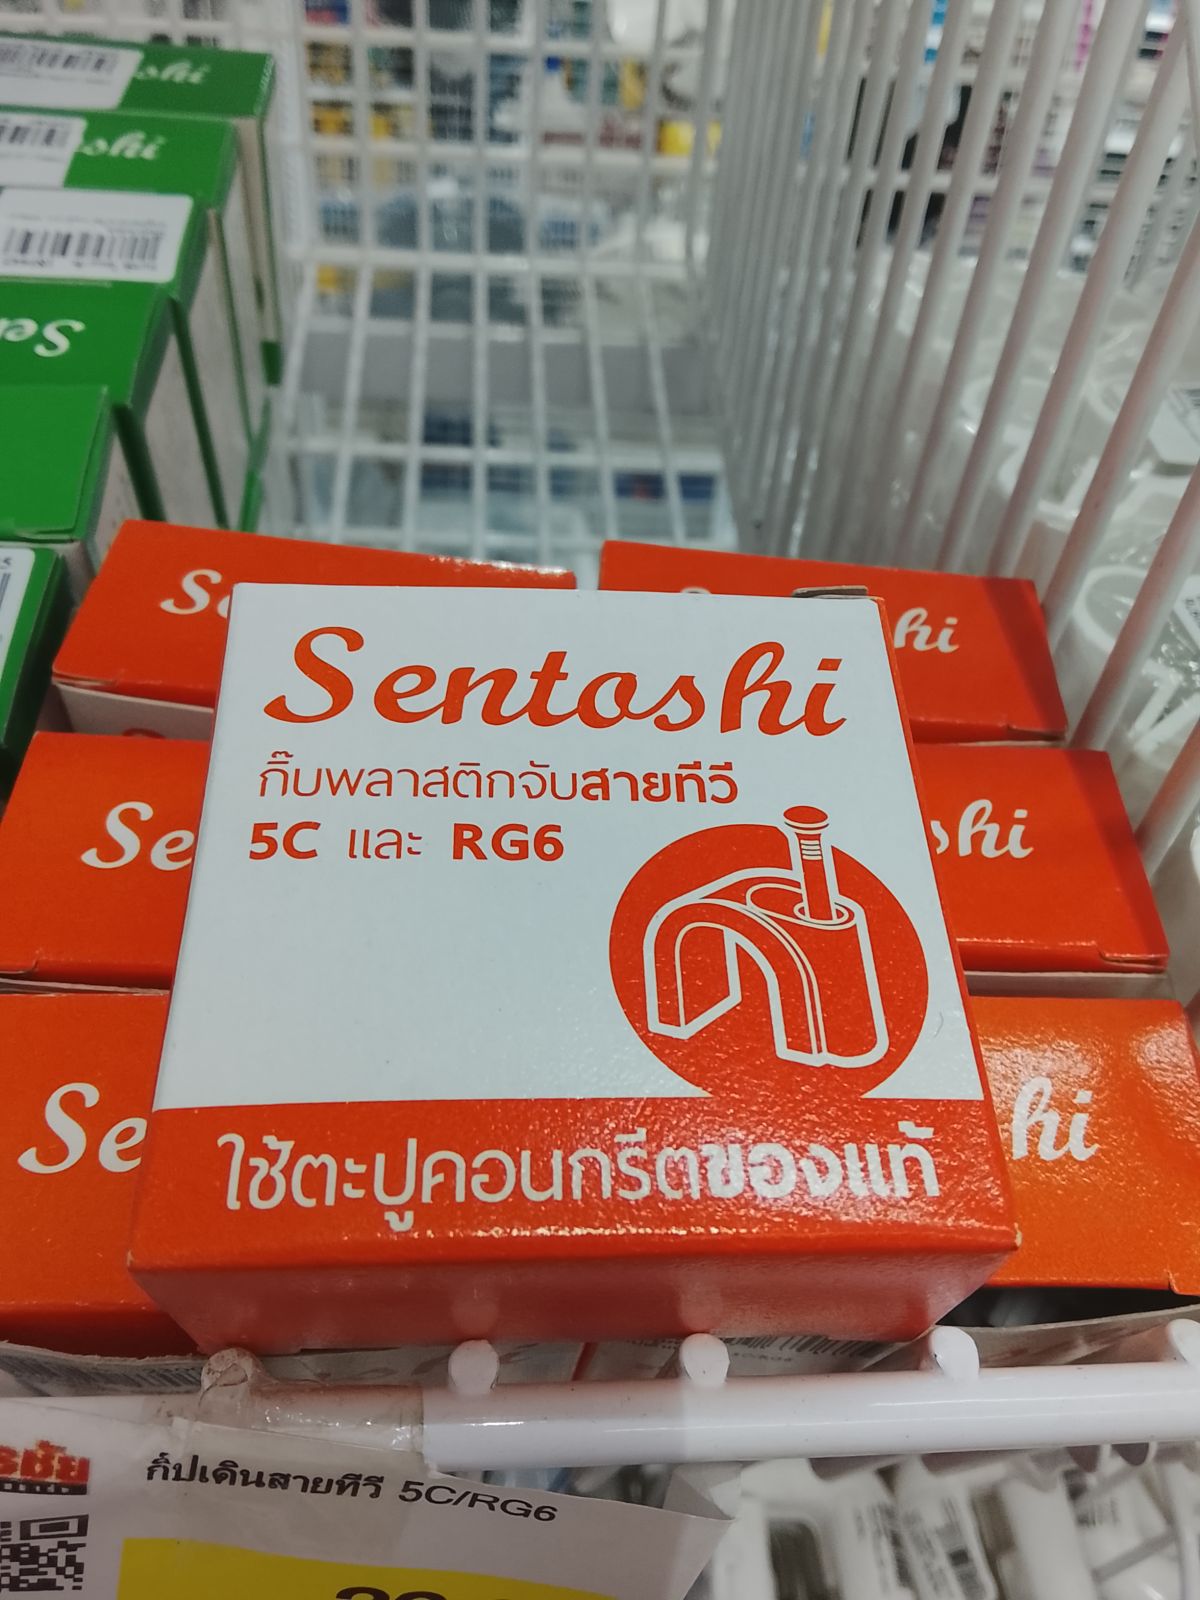 Sentoshi
กิ๊บพลาสติกจับสายทีวี
5C และ RG6
ใช้ตะปูคอนกรีตของแท้
กิ๊ปเดินสายทีวี 5C/RG6